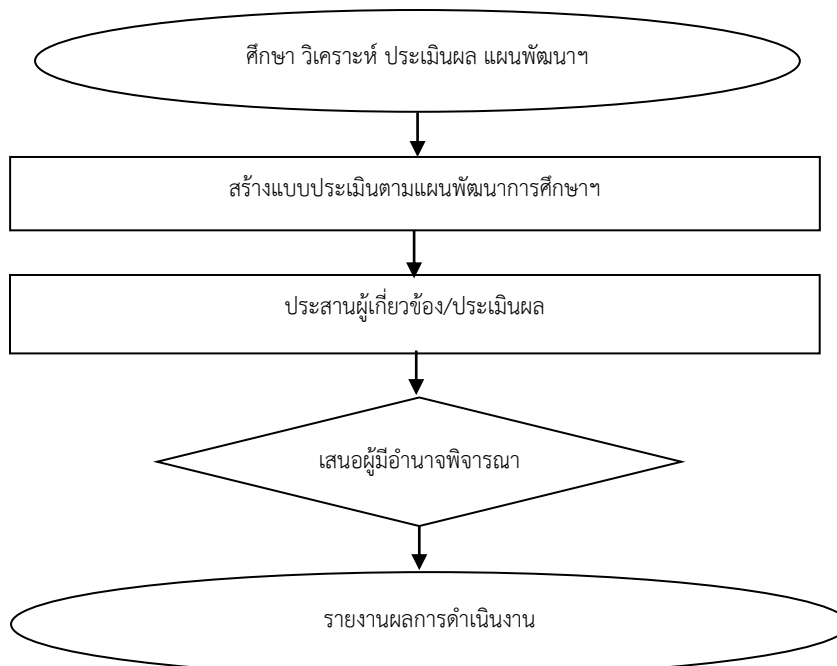 ศึกษา วิเคราะห์ ประเมินผล แผนพัฒนาฯ
สร้างแบบประเมินตามแผนพัฒนาการศึกษาฯ
ประสานผู้เกี่ยวข้อง/ประเมินผล
เสนอผู้มีอำนาจพิจารณา
รายงานผลการดำเนินงาน